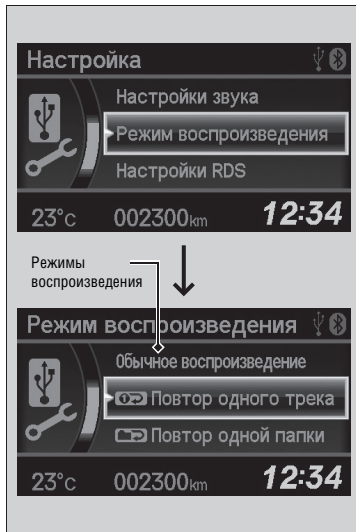 Настройка
Настройки звука
Режим воспроизведения
Настройки RDS
23°c 002300km 12:34
Режимы
воспроизведения
Режим воспроизведения
Обычное воспроизведение
Повтор одного трека
Повтор одной папки
23°c 002300km 12:34